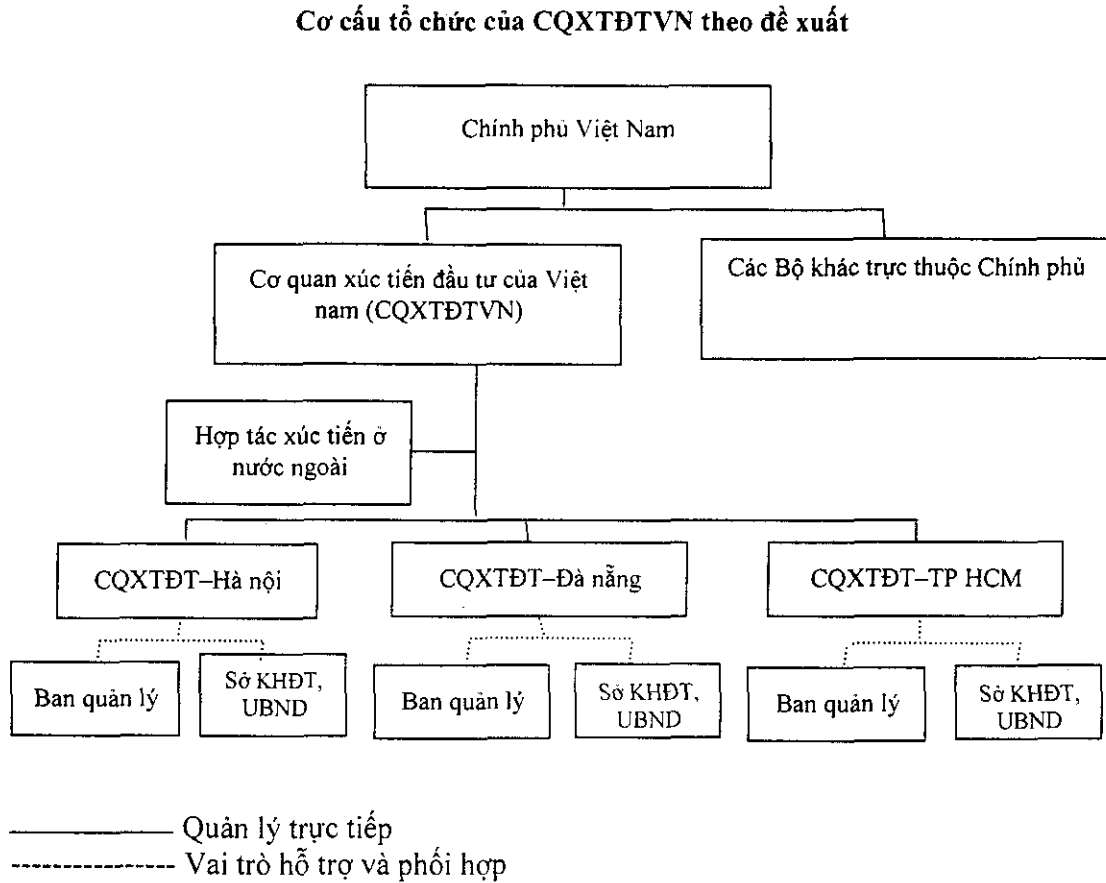 Cơ cấu tổ chức của CQXTĐTVN theo đề xuất
Chính phủ Việt Nam
Cơ quan xúc tiến đầu tư của Việt
nam (CQXTĐTVN)
Các Bộ khác trực thuộc Chính phủ
Hợp tác xúc tiến ở
nước ngoài
CQXTĐT–Hà nội
CQXTĐT–Đà nẵng
CQXTĐT–TP HCM
Ban quản lý
Sở KHĐT,
UBND
Ban quản lý
Sở KHĐT,
UBND
Ban quản lý
Sở KHĐT,
UBND
Quản lý trực tiếp
Vai trò hỗ trợ và phối hợp